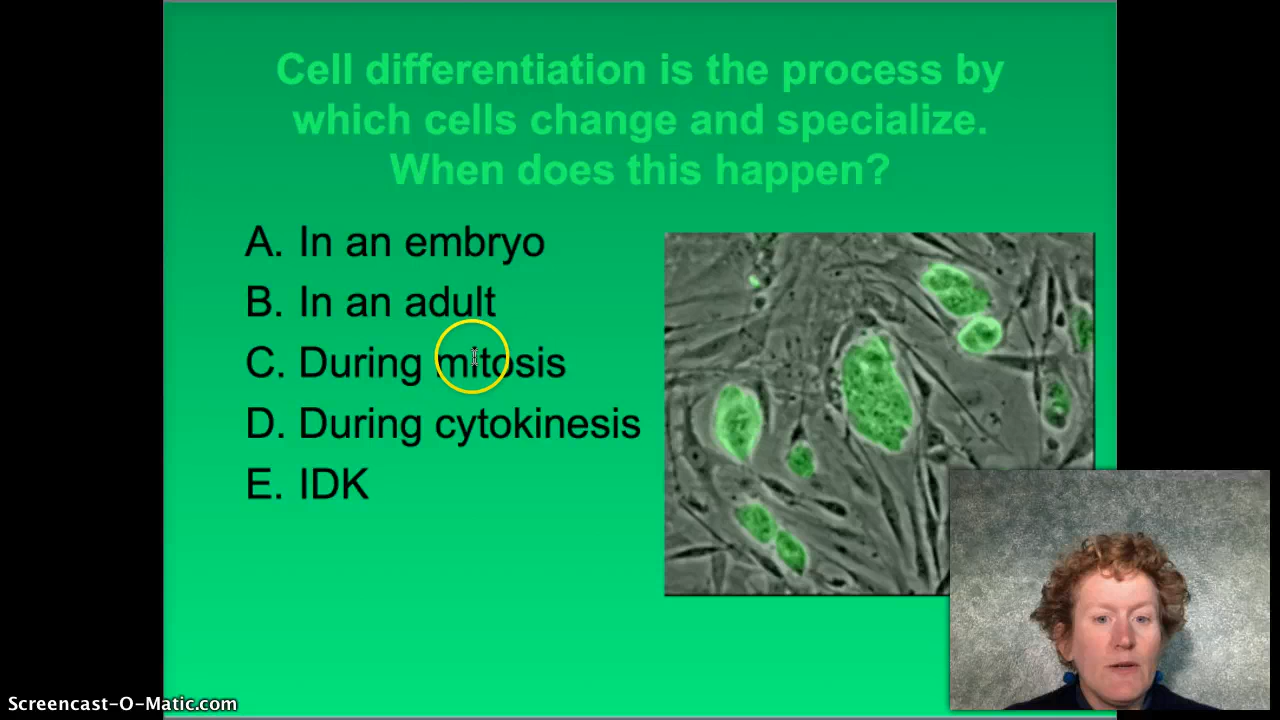 Cell differentiation is the process by
which cells change and specialize.
When does this happen?
A. In an embryo
B. In an adult
C. During mitosis
D. During cytokinesis
E. IDK
Screencast-O-Matic.com